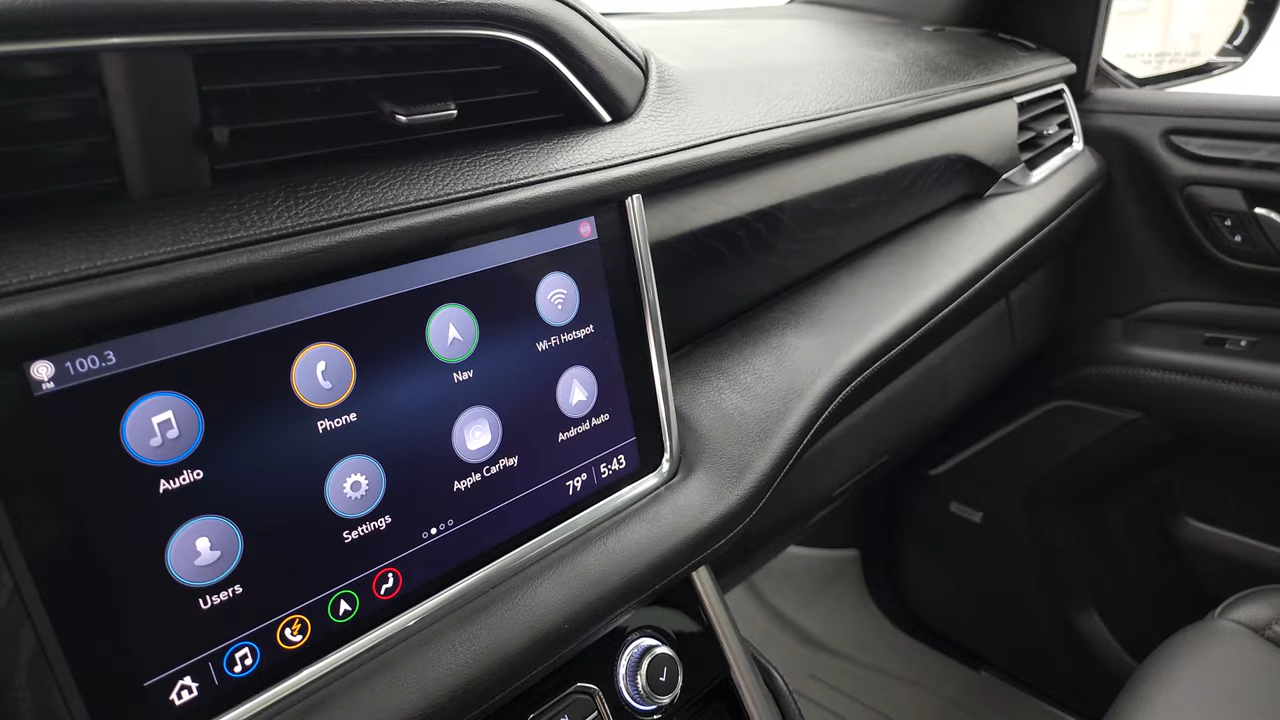 FM 100.3
Audio
Phone
Nav
Wi-Fi Hotspot
Users
Settings
Apple CarPlay
Android Auto
79° 5:43